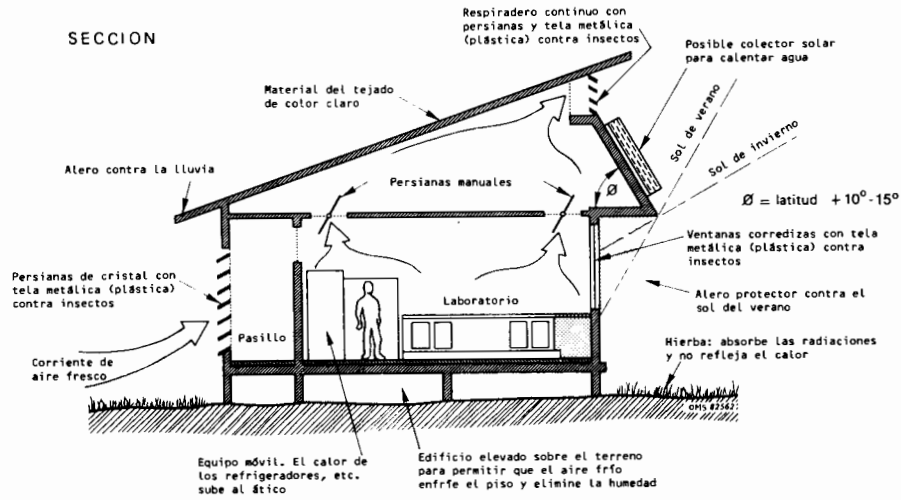 SECCION
Respiradero continuo con
persianas y tela metálica
(plástica) contra insectos
Posible colector solar
para calentar agua
Material del tejado
de color claro
Sol de verano
Sol de invierno
Alero contra la lluvia
Persianas manuales
Ø
Ø = latitud + 10° - 15°
Ventanas corredizas con tela
metálica (plástica) contra
insectos
Persianas de cristal con
tela metálica (plástica)
contra insectos
Laboratorio
Alero protector contra el
sol del verano
Pasillo
Hierba: absorbe las radiaciones
y no refleja el calor
Corriente de
aire fresco
OMS 82562
Equipo móvil. El calor de
los refrigeradores, etc.
sube al ático
Edificio elevado sobre el terreno
para permitir que el aire frío
enfríe el piso y elimine la humedad